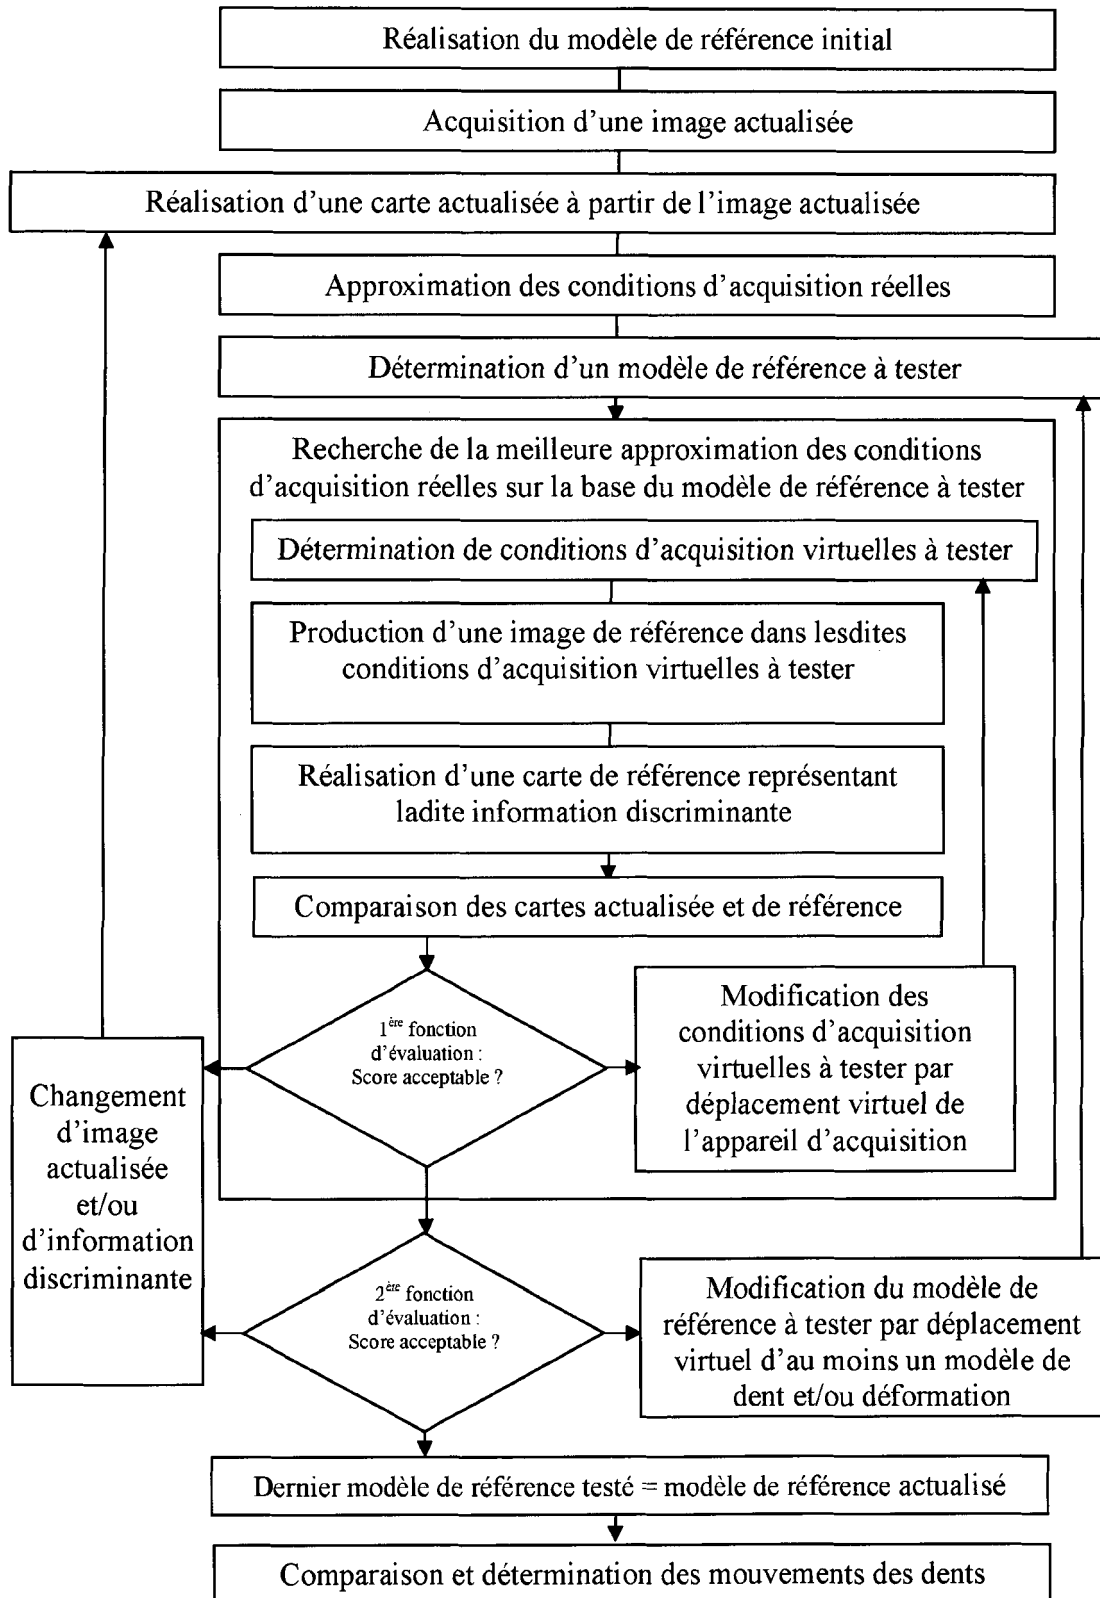 Réalisation du modèle de référence initial
Acquisition d'une image actualisée
Réalisation d'une carte actualisée à partir de l'image actualisée
Approximation des conditions d'acquisition réelles
Détermination d'un modèle de référence à tester
Recherche de la meilleure approximation des conditions
d'acquisition réelles sur la base du modèle de référence à tester
Détermination de conditions d'acquisition virtuelles à tester
Production d'une image de référence dans lesdites
conditions d'acquisition virtuelles à tester
Réalisation d'une carte de référence représentant
ladite information discriminante
Comparaison des cartes actualisée et de référence
1ère fonction
d'évaluation :
Score acceptable ?
Modification des
conditions d'acquisition
virtuelles à tester par
déplacement virtuel de
l'appareil d'acquisition
Changement
d'image
actualisée
et/ou
d'information
discriminante
2ère fonction
d'évaluation :
Score acceptable ?
Modification du modèle de
référence à tester par déplacement
virtuel d'au moins un modèle de
dent et/ou déformation
Dernier modèle de référence testé = modèle de référence actualisé
Comparaison et détermination des mouvements des dents